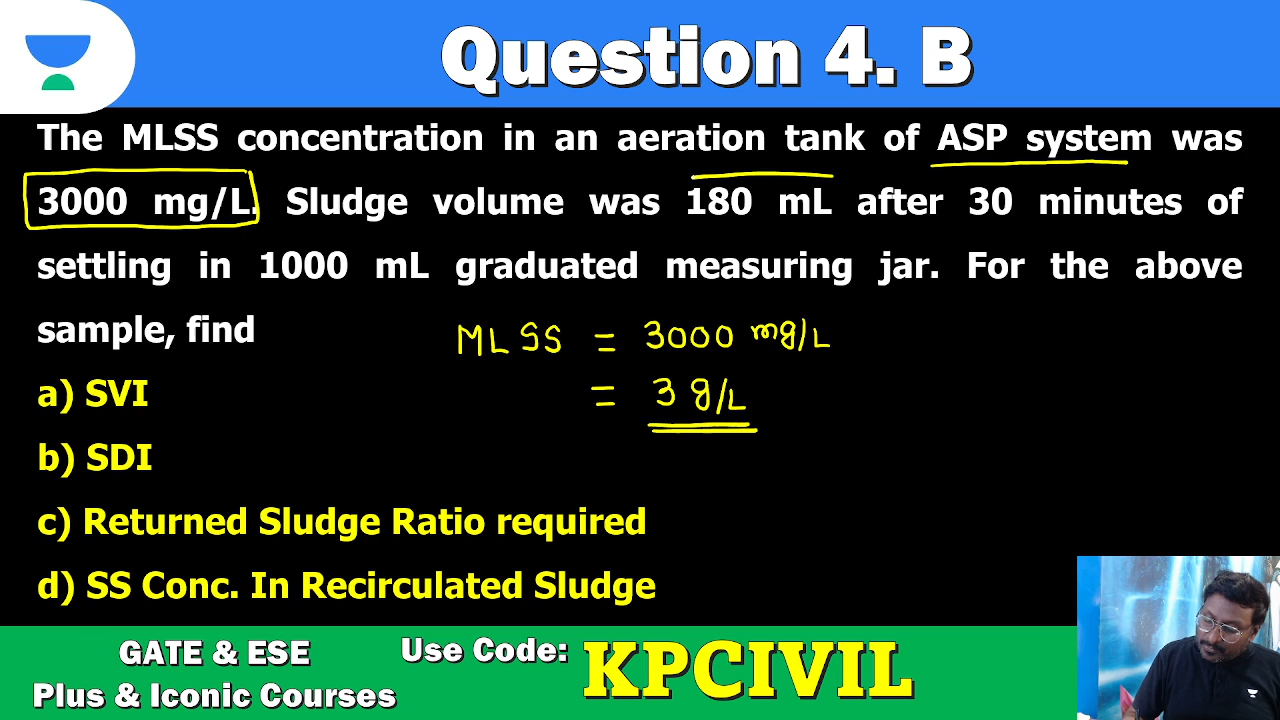 Question 4. B
The MLSS concentration in an aeration tank of ASP system was
3000 mg/L. Sludge volume was 180 mL after 30 minutes of
settling in 1000 mL graduated measuring jar. For the above
sample, find
MLSS = 3000 mg/L
a) SVI
= 3 g/L
b) SDI
c) Returned Sludge Ratio required
d) SS Conc. In Recirculated Sludge
GATE & ESE
Plus & Iconic Courses
Use Code:
KPCIVIL